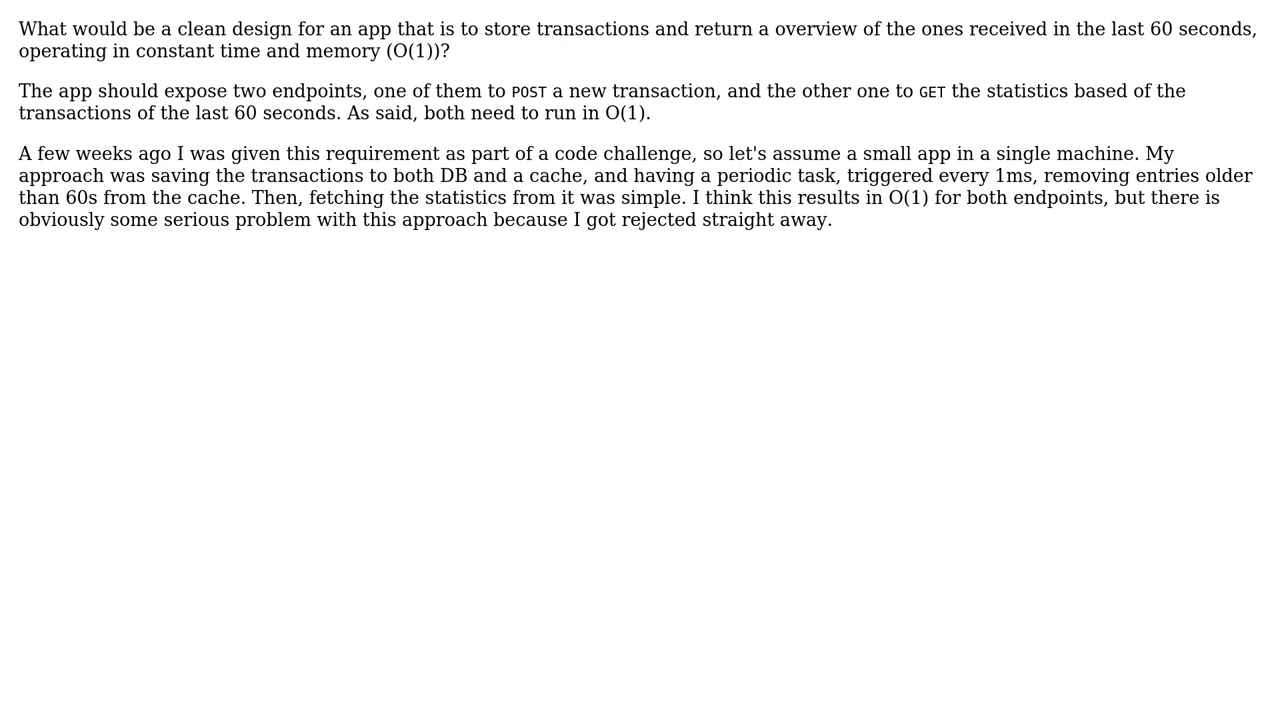 What would be a clean design for an app that is to store transactions and return a overview of the ones received in the last 60 seconds,
operating in constant time and memory (O(1))?
The app should expose two endpoints, one of them to POST a new transaction, and the other one to GET the statistics based of the
transactions of the last 60 seconds. As said, both need to run in O(1).
A few weeks ago I was given this requirement as part of a code challenge, so let's assume a small app in a single machine. My
approach was saving the transactions to both DB and a cache, and having a periodic task, triggered every 1ms, removing entries older
than 60s from the cache. Then, fetching the statistics from it was simple. I think this results in O(1) for both endpoints, but there is
obviously some serious problem with this approach because I got rejected straight away.